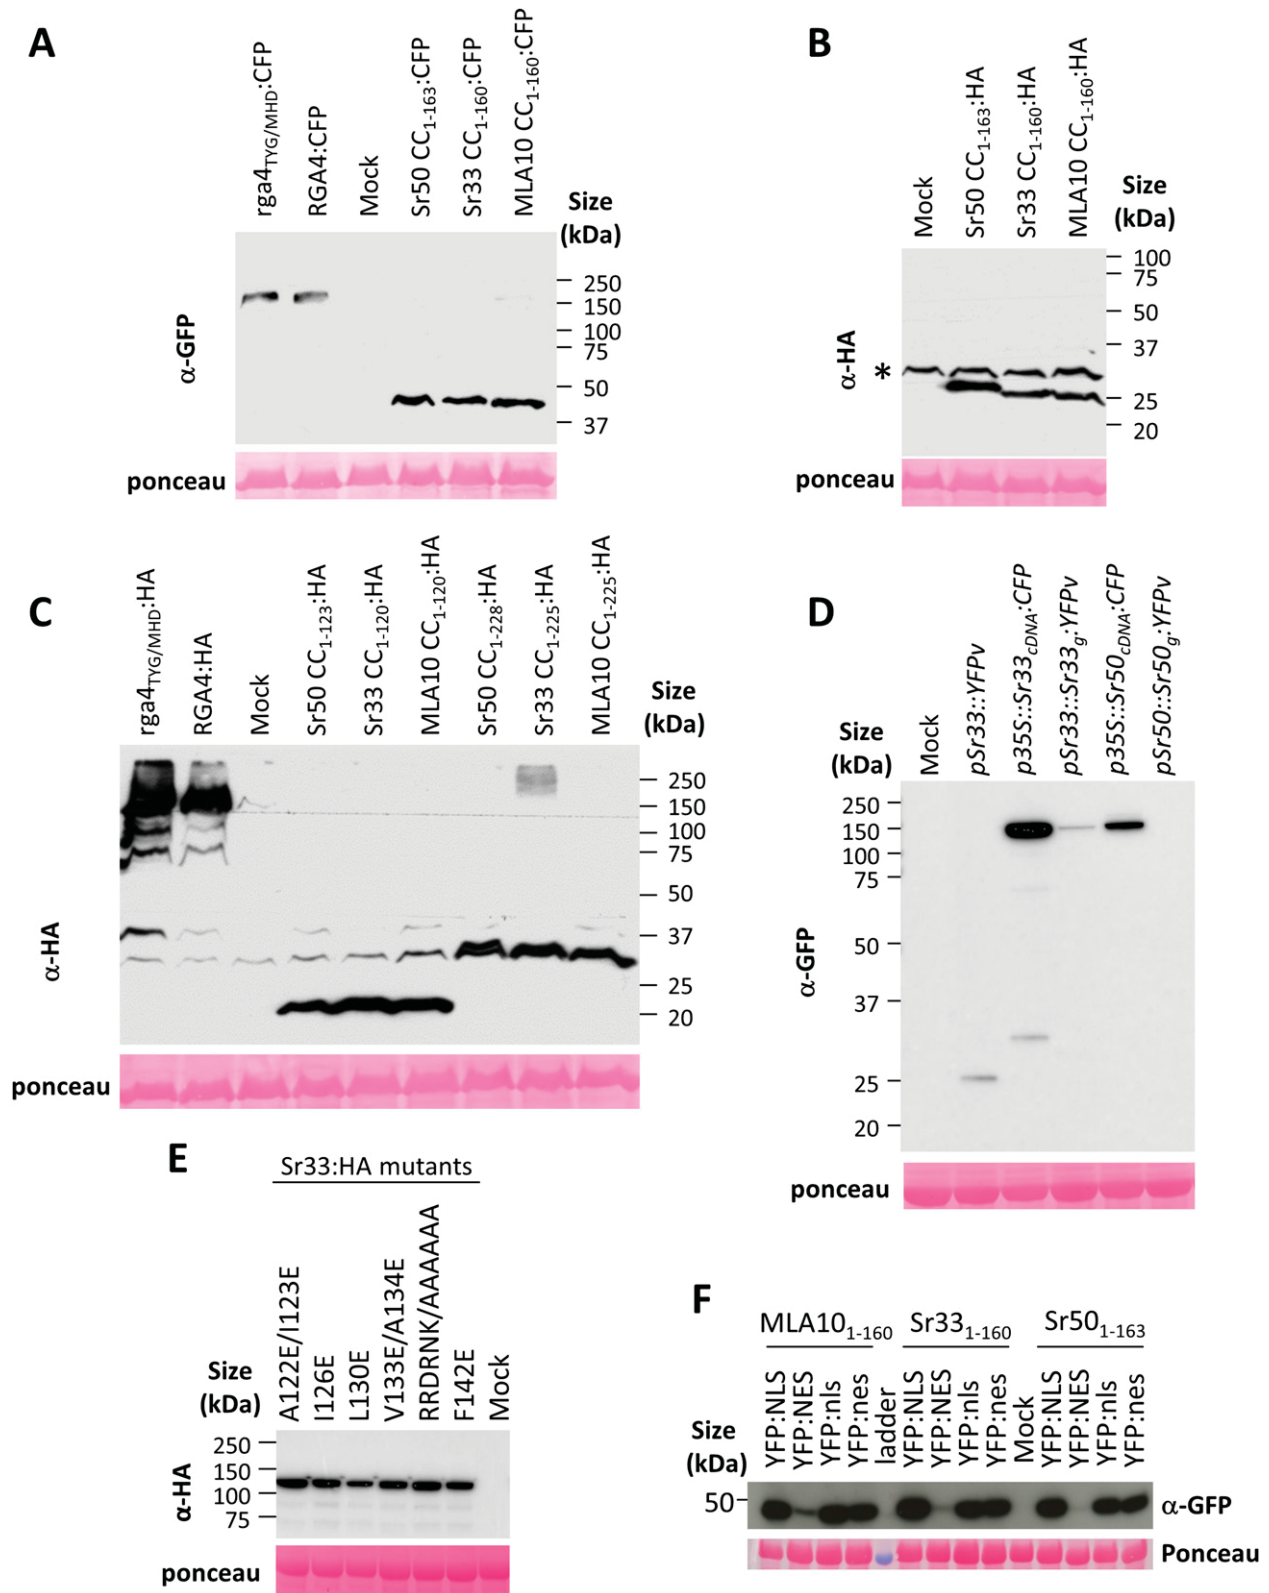 A
rga4TYG/MHD:CFP
RGA4:CFP
Mock
Sr50 CC1-163:CFP
Sr33 CC1-160:CFP
MLA10 CC1-160:CFP
Size
(kDa)
250
150
100
75
50
37
α-GFP
ponceau
B
Mock
Sr50 CC1-163:HA
Sr33 CC1-160:HA
MLA10 CC1-160:HA
Size
(kDa)
100
75
50
37
25
20
α-HA
*
ponceau
C
rga4TYG/MHD:HA
RGA4:HA
Mock
Sr50 CC1-123:HA
Sr33 CC1-120:HA
MLA10 CC1-120:HA
Sr50 CC1-228:HA
Sr33 CC1-225:HA
MLA10 CC1-225:HA
Size
(kDa)
250
150
100
75
50
37
25
20
α-HA
ponceau
D
Size
(kDa)
Mock
pSr33::YFPv
p35S::Sr33cDNA:CFP
pSr33::Sr33g:YFPv
p35S::Sr50cDNA:CFP
pSr50::Sr50g:YFPv
250
150
100
75
50
37
25
20
α-GFP
ponceau
E
Sr33:HA mutants
A122E/I123E
I126E
L130E
V133E/A134E
RRDRNK/AAAAAA
F142E
Mock
Size
(kDa)
250
150
100
75
α-HA
ponceau
F
MLA101-160
Sr331-160
Sr501-163
YFP:NLS
YFP:NES
YFP:nls
YFP:nes
ladder
YFP:NLS
YFP:NES
YFP:nls
YFP:nes
Mock
YFP:NLS
YFP:NES
YFP:nls
YFP:nes
Size
(kDa)
50
α-GFP
Ponceau